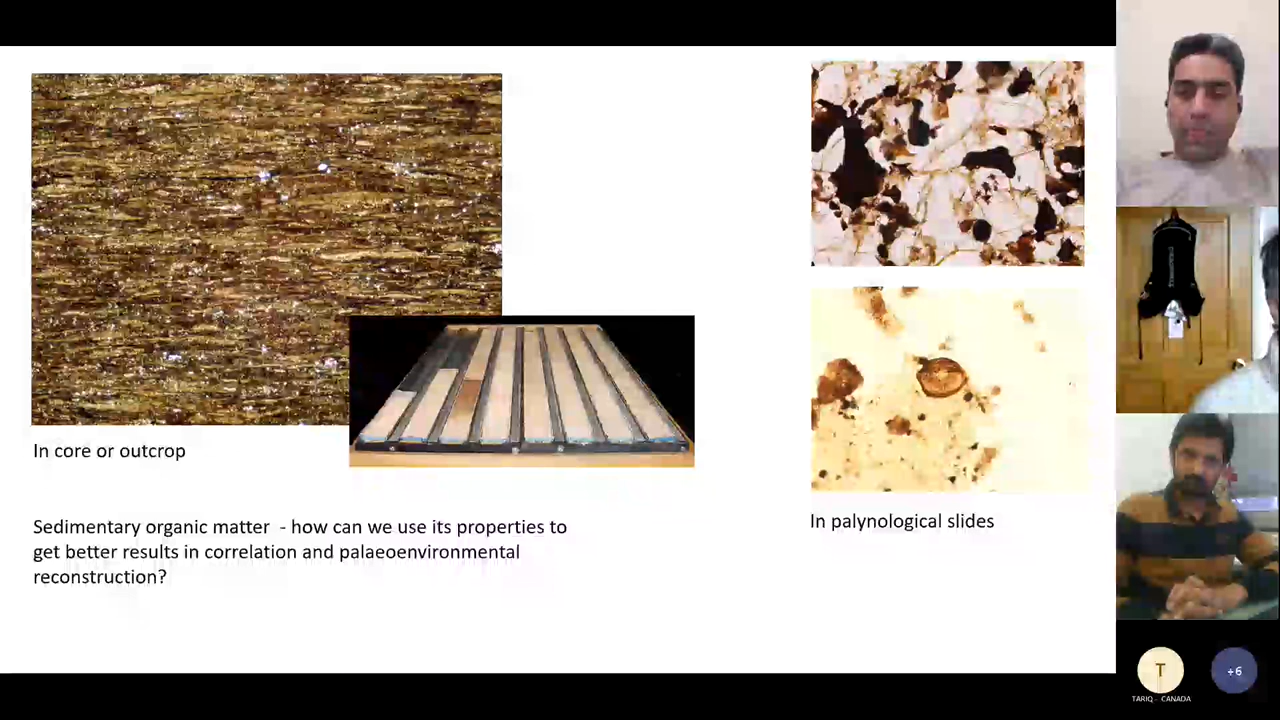 In core or outcrop
Sedimentary organic matter - how can we use its properties to
get better results in correlation and palaeoenvironmental
reconstruction?
In palynological slides
T
+6
TARIQ - CANADA